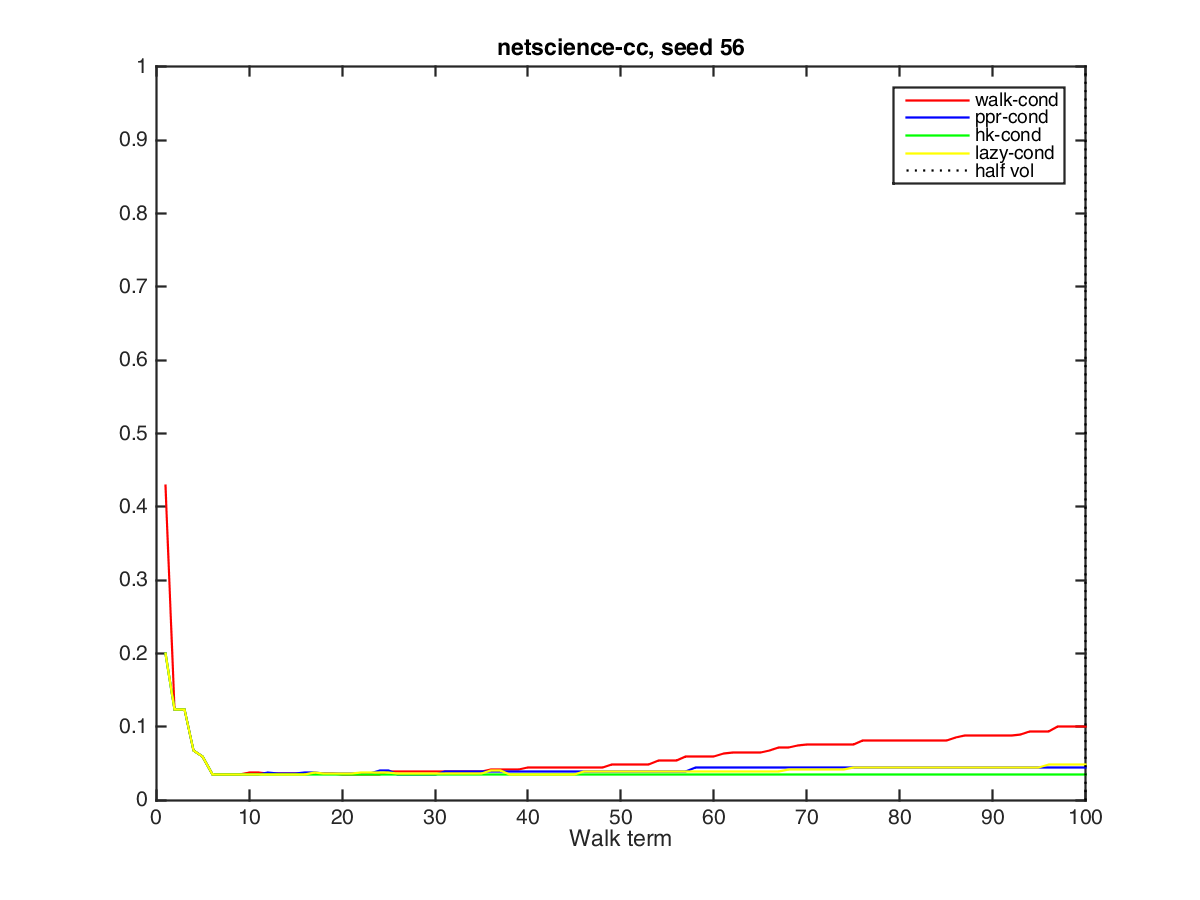 netscience-cc, seed 56
1
0.9
0.8
0.7
0.6
0.5
0.4
0.3
0.2
0.1
0
walk-cond
ppr-cond
hk-cond
lazy-cond
half vol
0 10 20 30 40 50 60 70 80 90 100
Walk term